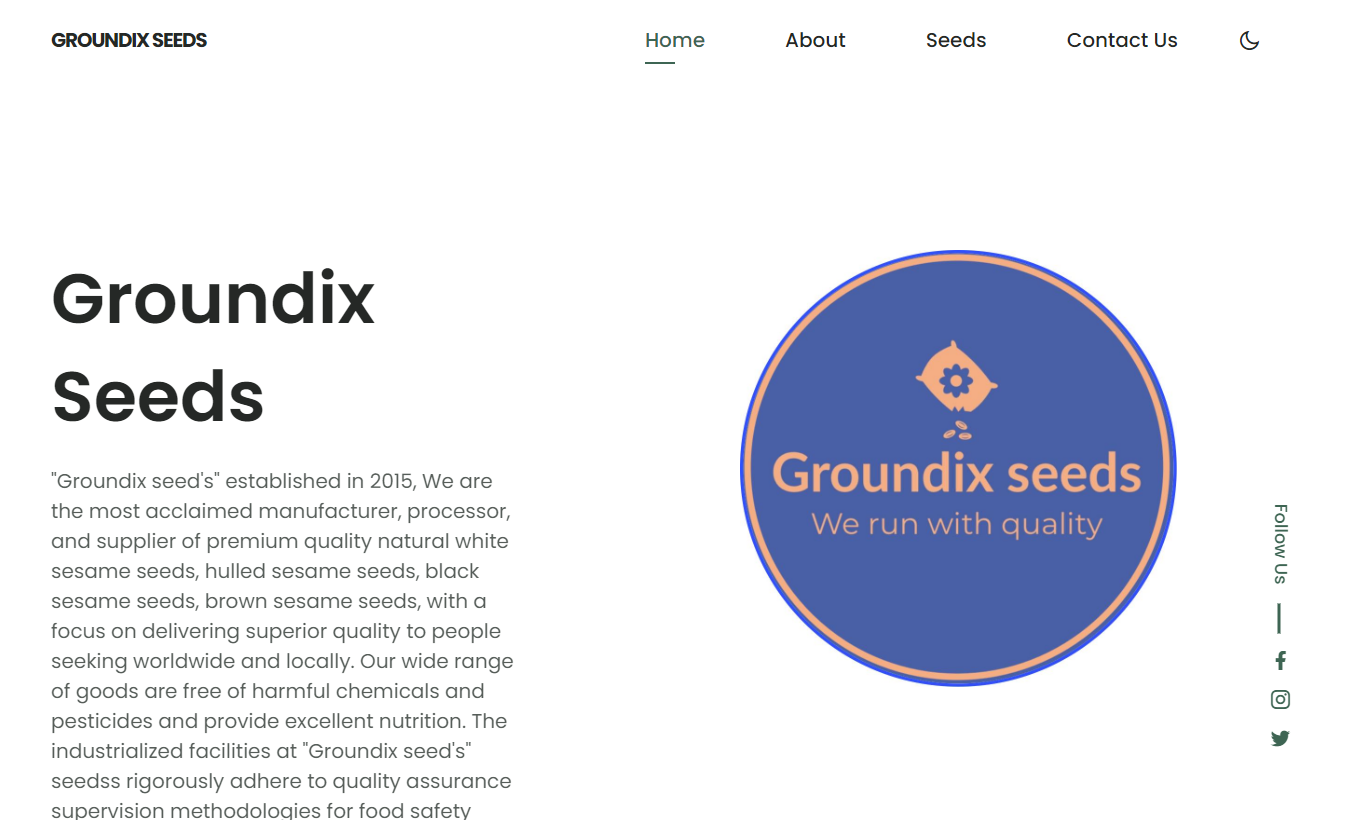 GROUNDIX SEEDS
Home
About
Seeds
Contact Us
Groundix
Seeds
"Groundix seed's" established in 2015, We are
the most acclaimed manufacturer, processor,
and supplier of premium quality natural white
sesame seeds, hulled sesame seeds, black
sesame seeds, brown sesame seeds, with a
focus on delivering superior quality to people
seeking worldwide and locally. Our wide range
of goods are free of harmful chemicals and
pesticides and provide excellent nutrition. The
industrialized facilities at "Groundix seed's"
seedss rigorously adhere to quality assurance
supervision methodologies for food safety
Groundix seeds
We run with quality
Follow Us